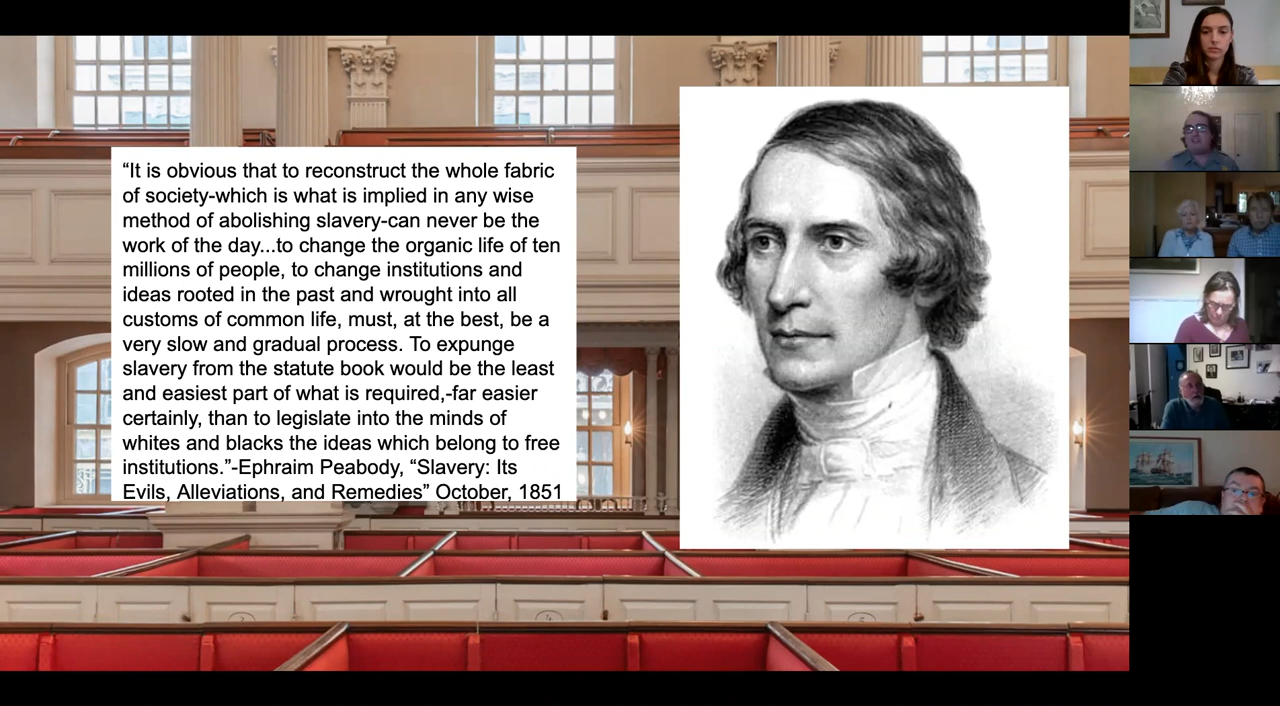 “It is obvious that to reconstruct the whole fabric
of society-which is what is implied in any wise
method of abolishing slavery-can never be the
work of the day...to change the organic life of ten
millions of people, to change institutions and
ideas rooted in the past and wrought into all
customs of common life, must, at the best, be a
very slow and gradual process. To expunge
slavery from the statute book would be the least
and easiest part of what is required,-far easier
certainly, than to legislate into the minds of
whites and blacks the ideas which belong to free
institutions.”-Ephraim Peabody, “Slavery: Its
Evils, Alleviations, and Remedies” October, 1851